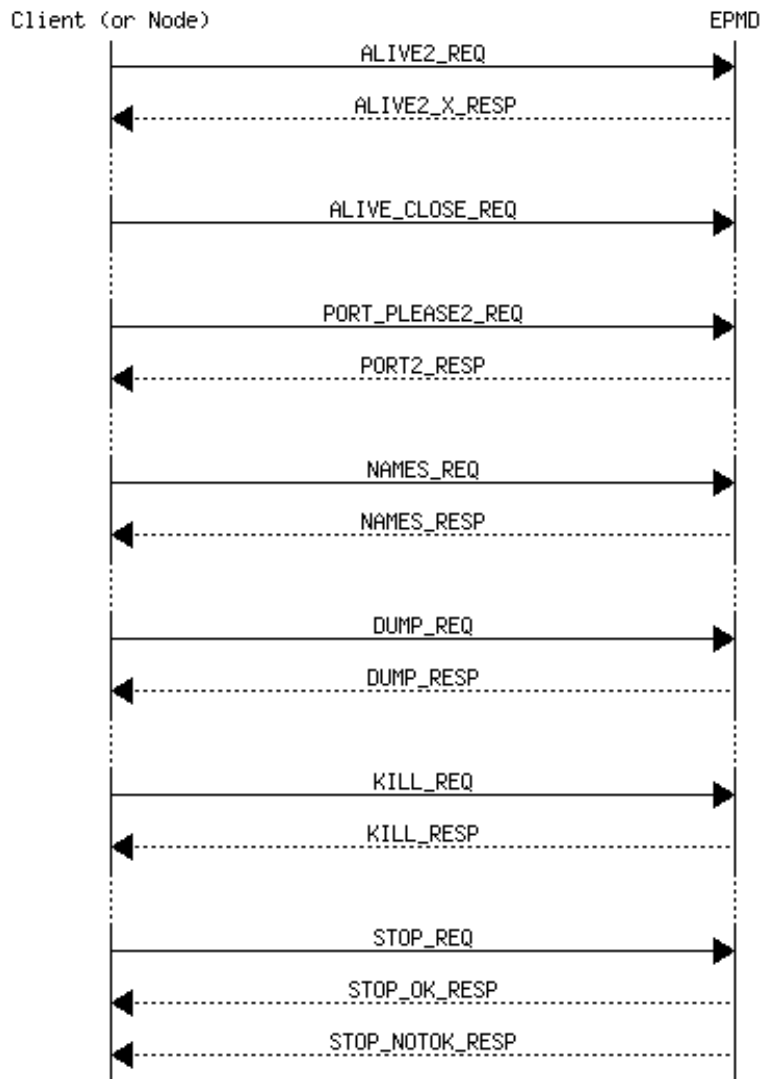 Client (or Node) EPMD
ALIVE2_REQ
ALIVE2_X_RESP
ALIVE_CLOSE_REQ
PORT_PLEASE2_REQ
PORT2_RESP
NAMES_REQ
NAMES_RESP
DUMP_REQ
DUMP_RESP
KILL_REQ
KILL_RESP
STOP_REQ
STOP_OK_RESP
STOP_NOTOK_RESP